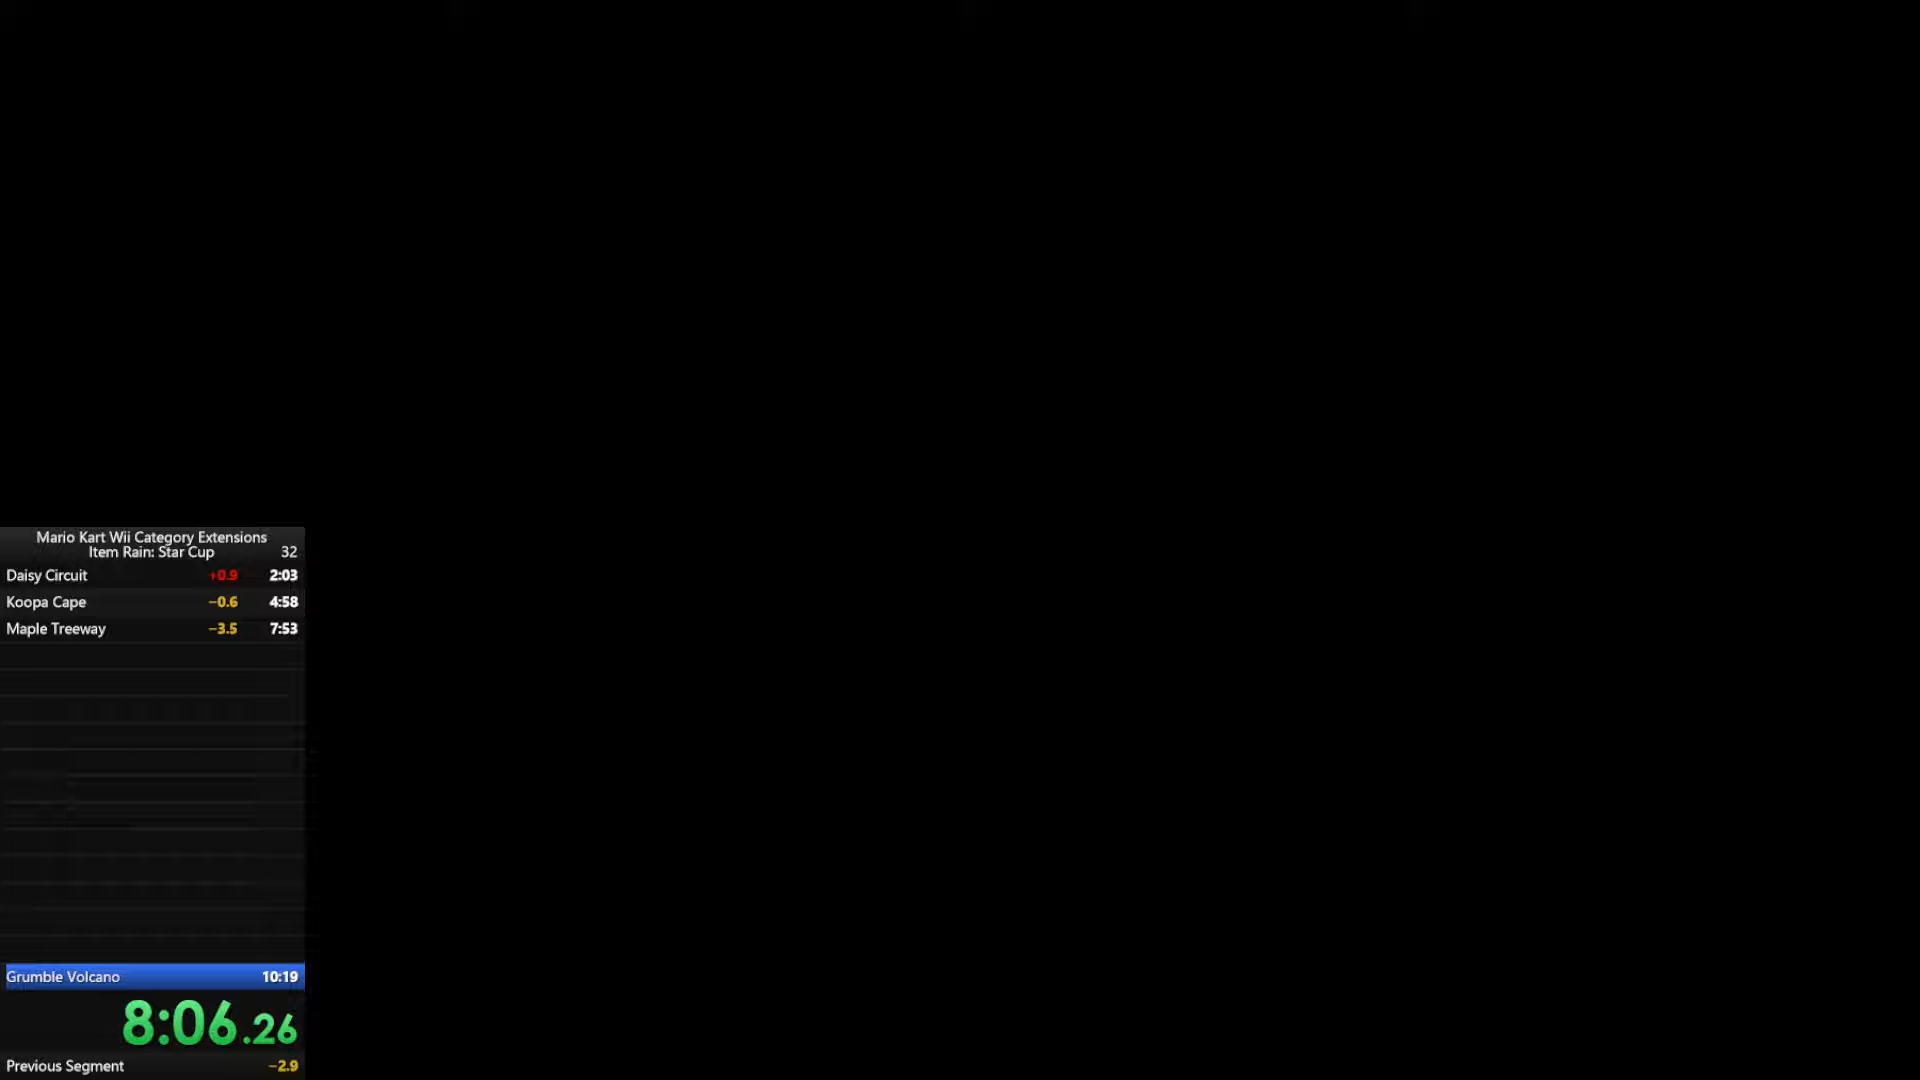 Mario Kart Wii Category Extensions
Item Rain: Star Cup 32
Daisy Circuit +0.9 2:03
Koopa Cape −0.6 4:58
Maple Treeway −3.5 7:53
Grumble Volcano 10:19
8:06.26
Previous Segment −2.9